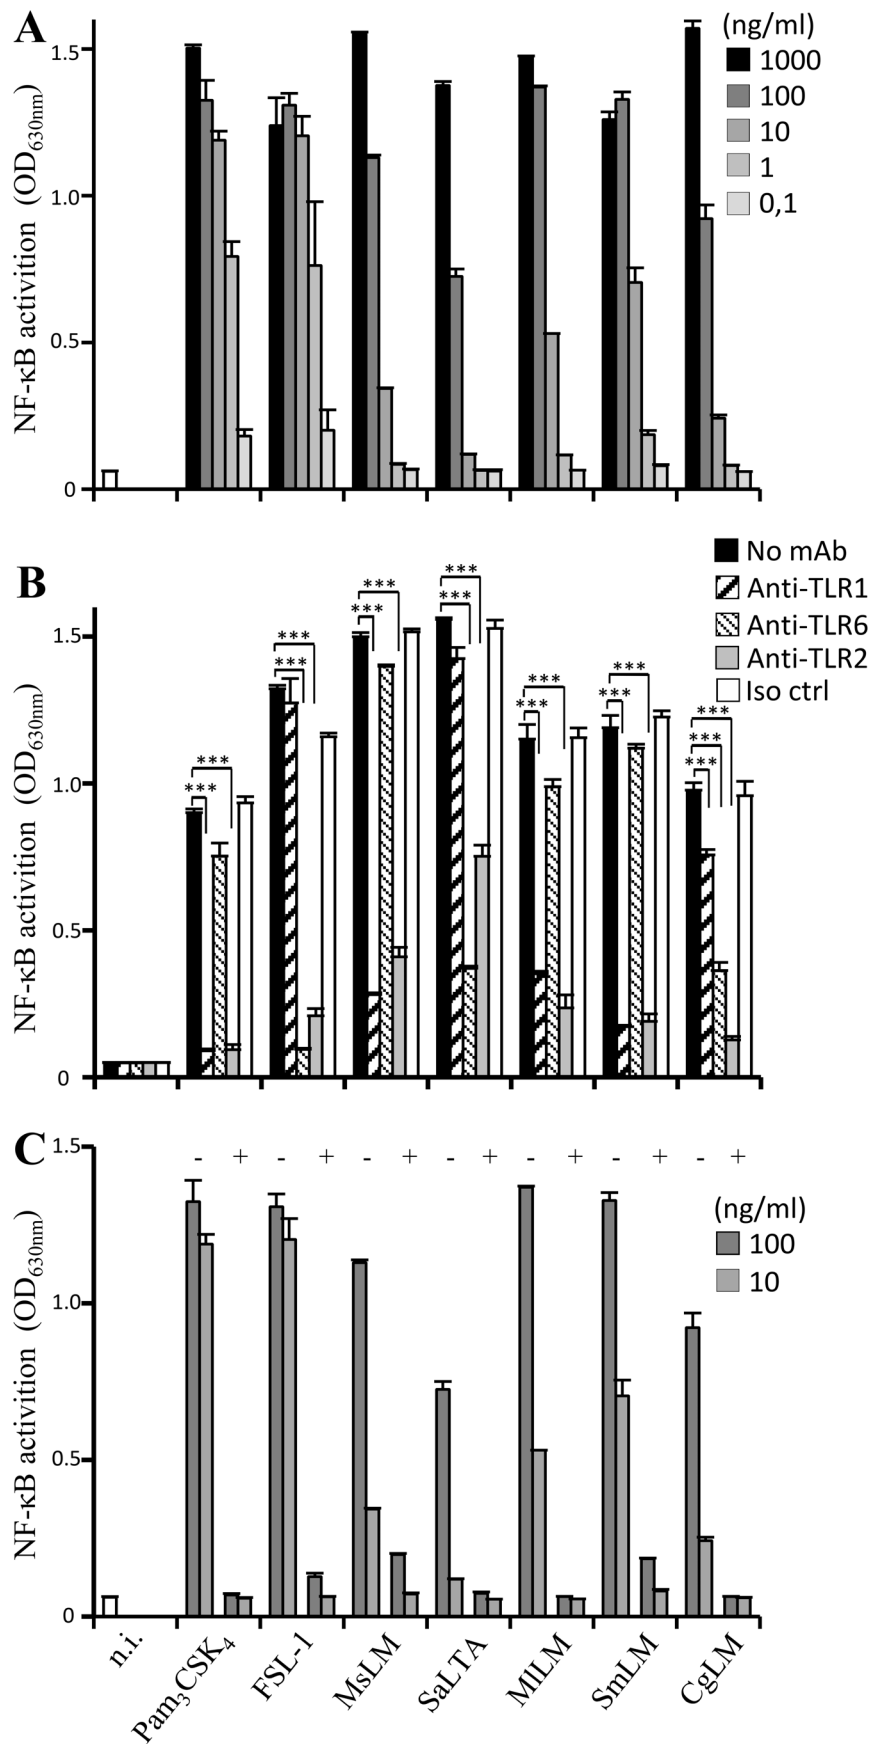 A
(ng/ml)
1000
100
10
1
0,1
NF-κB activition (OD630nm)
1.5
1.0
0.5
0
B
No mAb
Anti-TLR1
Anti-TLR6
Anti-TLR2
Iso ctrl
NF-κB activition (OD630nm)
1.5
1.0
0.5
0
*** ***
*** ***
*** ***
*** ***
*** ***
*** ***
*** *** ***
C
- + - + - + - + - + - + - +
(ng/ml)
100
10
NF-κB activition (OD630nm)
1.5
1.0
0.5
0
n.i.
Pam3CSK4
FSL-1
MsLM
SaLTA
MlLM
SmLM
CgLM